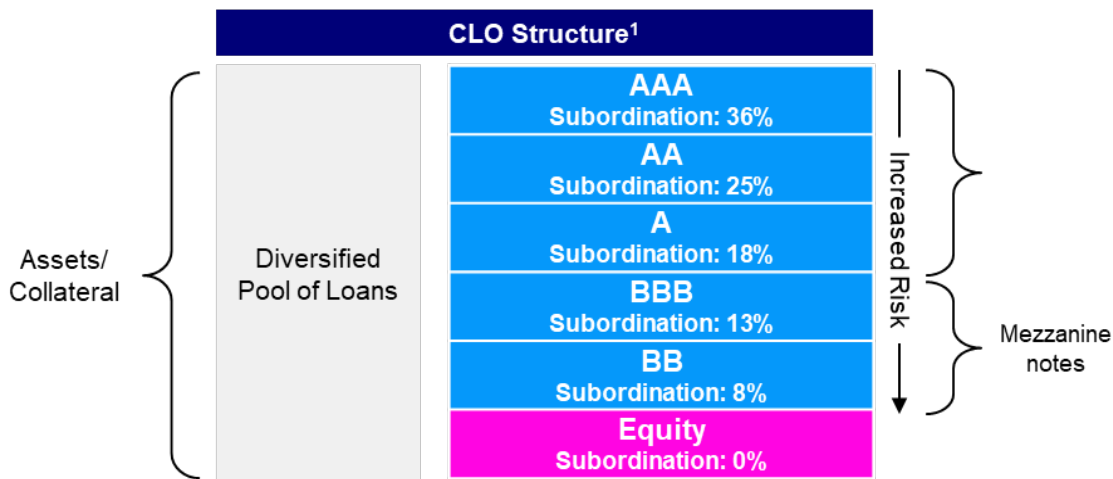 CLO Structure¹
Assets/
Collateral
Diversified
Pool of Loans
AAA
Subordination: 36%
AA
Subordination: 25%
A
Subordination: 18%
BBB
Subordination: 13%
BB
Subordination: 8%
Equity
Subordination: 0%
Increased Risk
Mezzanine
notes